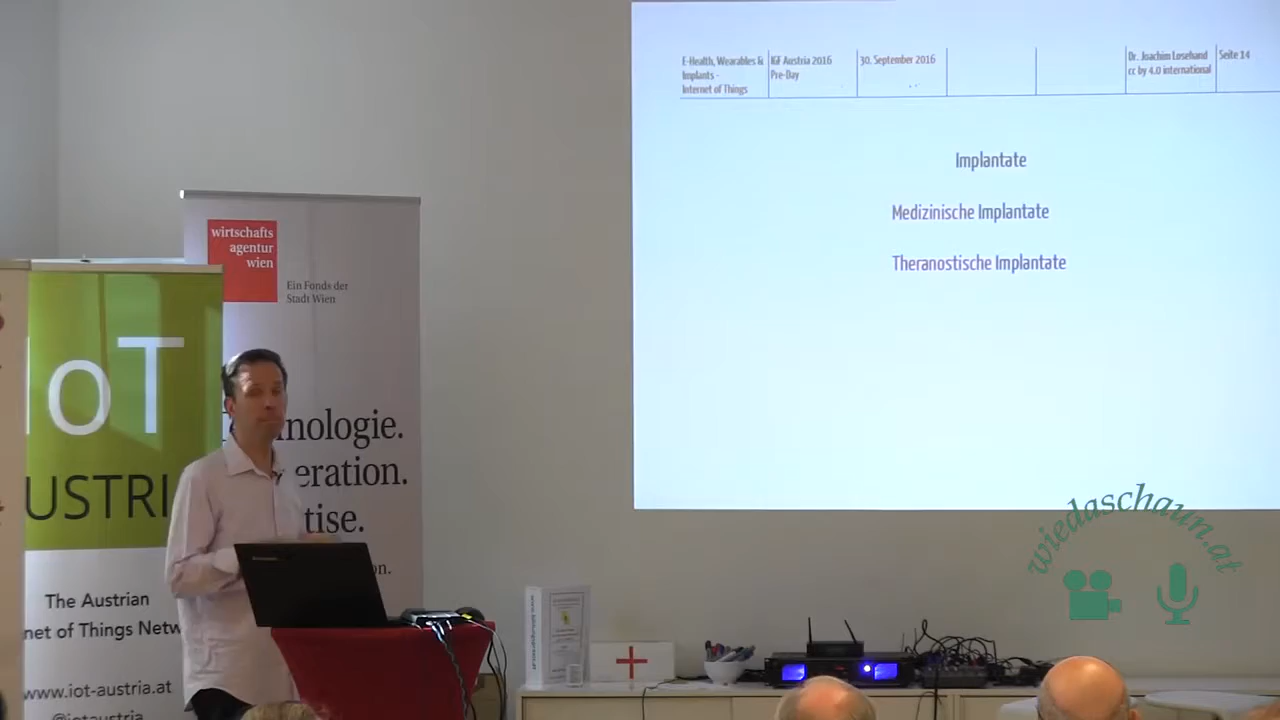 E-Health, Wearables &
Implants -
Internet of Things
IGF Austria 2016
Pre-Day
30. September 2016
Dr. Joachim Losehand
cc by 4.0 international
Seite 14
Implantate
Medizinische Implantate
Theranostische Implantate
wirtschafts
agentur
wien
Ein Fonds der
Stadt Wien
nologie.
eration.
tise.
on.
IoT
USTRI
The Austrian
net of Things Netw
www.iot-austria.at
@iotaustria
wiedaschaun.at